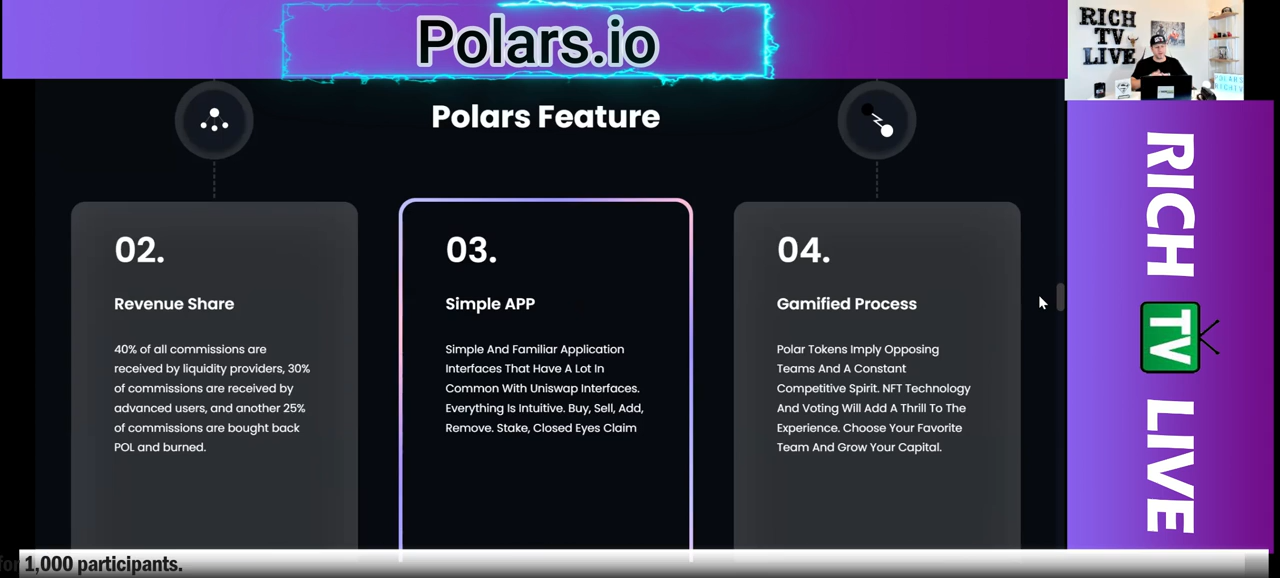 Polars.io
RICH
TV
LIVE
Polars Feature
02.
Revenue Share
40% of all commissions are
received by liquidity providers, 30%
of commissions are received by
advanced users, and another 25%
of commissions are bought back
POL and burned.
03.
Simple APP
Simple And Familiar Application
Interfaces That Have A Lot In
Common With Uniswap Interfaces.
Everything Is Intuitive. Buy, Sell, Add,
Remove. Stake, Closed Eyes Claim
04.
Gamified Process
Polar Tokens Imply Opposing
Teams And A Constant
Competitive Spirit. NFT Technology
And Voting Will Add A Thrill To The
Experience. Choose Your Favorite
Team And Grow Your Capital.
RICH TV LIVE
for 1,000 participants.